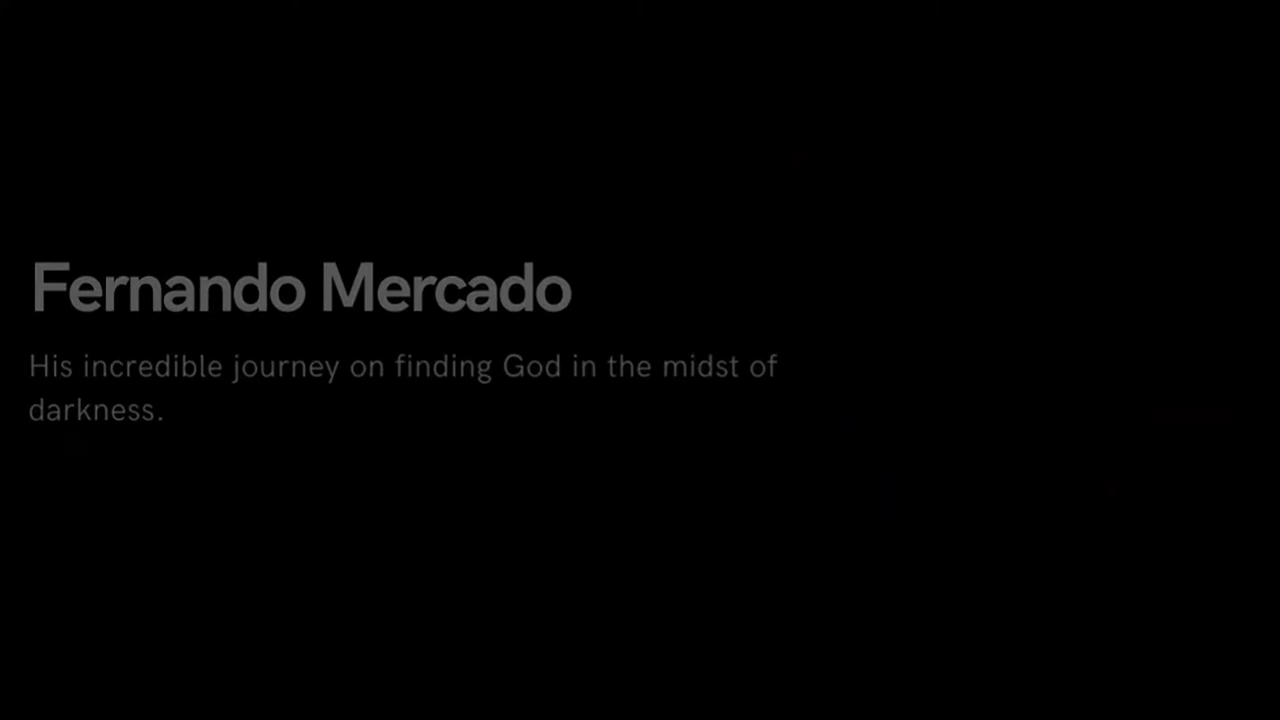 Fernando Mercado
His incredible journey on finding God in the midst of
darkness.